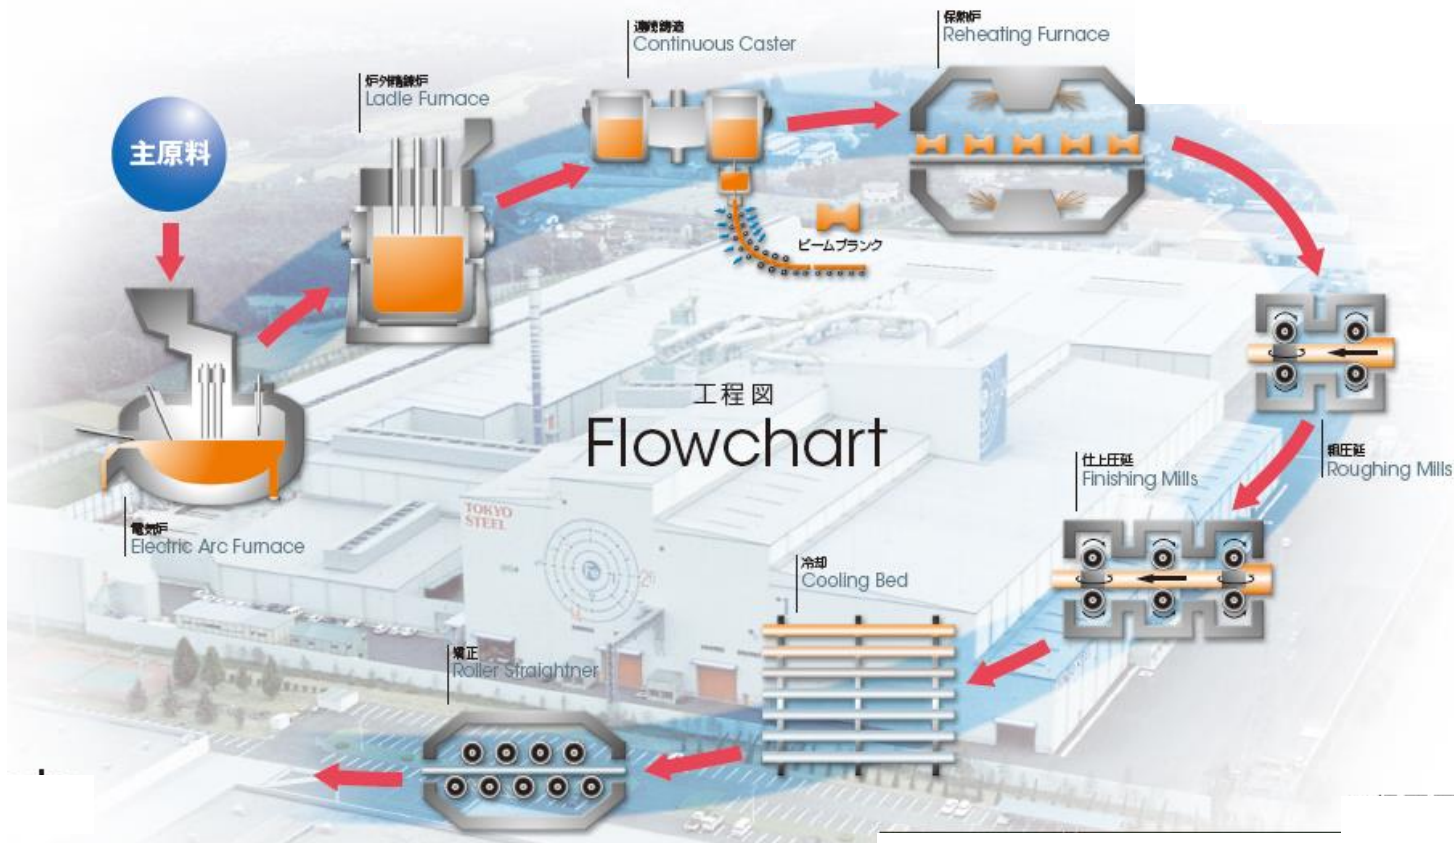 主原料
電気炉
Electric Arc Furnace
炉外精錬炉
Ladle Furnace
連続鋳造
Continuous Caster
ビームブランク
保熱炉
Reheating Furnace
粗圧延
Roughing Mills
仕上圧延
Finishing Mills
冷却
Cooling Bed
矯正
Roller Straightner
工程図
Flowchart
TOKYO
STEEL